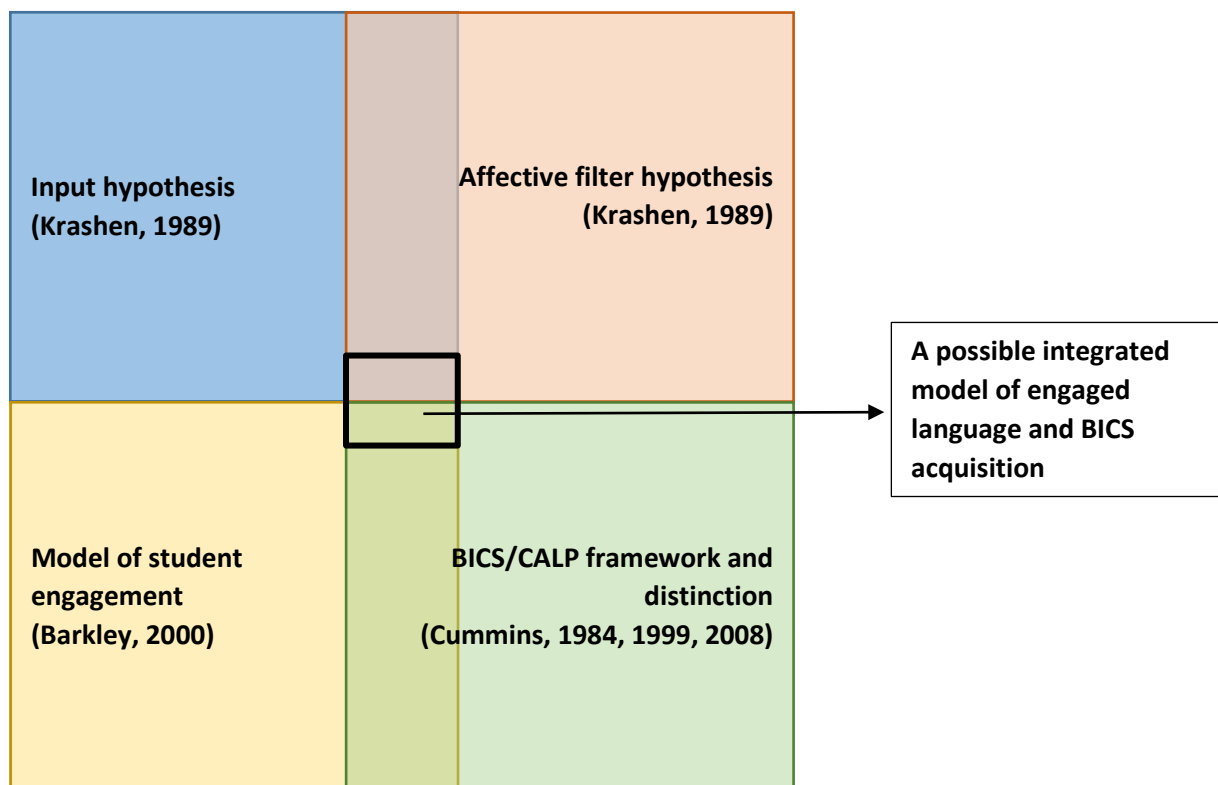 Input hypothesis
(Krashen, 1989)
Affective filter hypothesis
(Krashen, 1989)
A possible integrated
model of engaged
language and BICS
acquisition
Model of student
engagement
(Barkley, 2000)
BICS/CALP framework and
distinction
(Cummins, 1984, 1999, 2008)